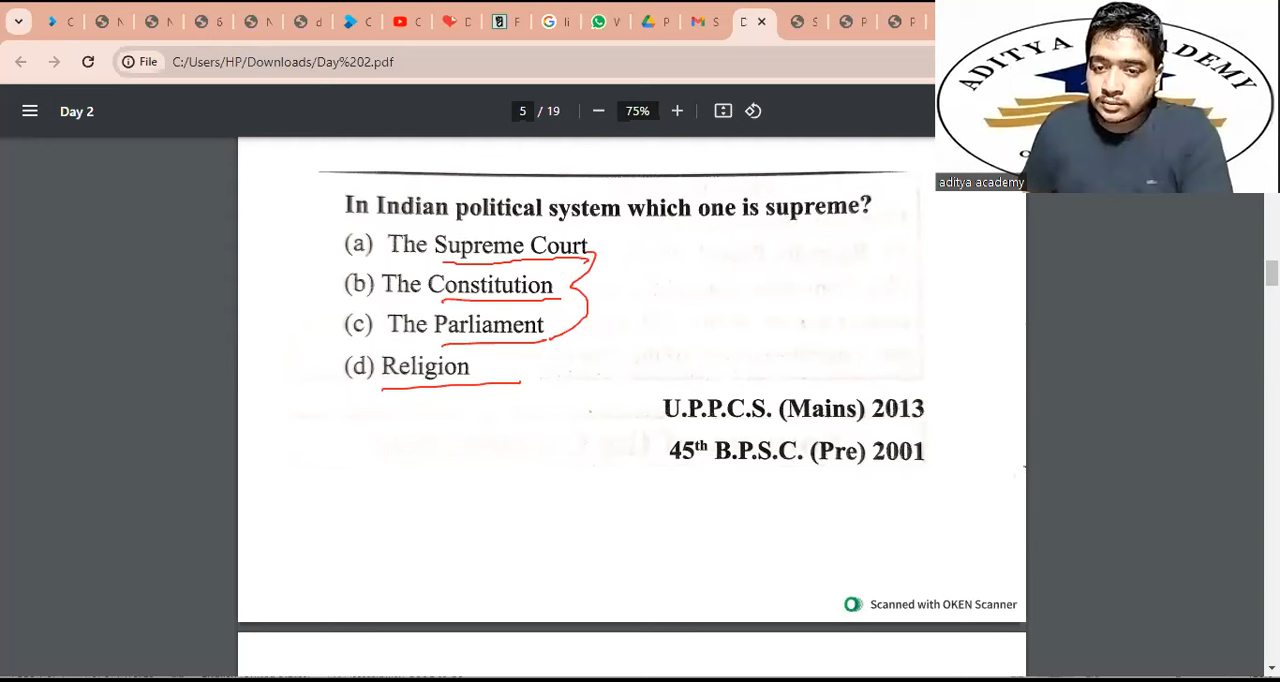 File
C:/Users/HP/Downloads/Day%202.pdf
Day 2
5 / 19
75%
ADITYA ACADEMY
aditya academy
In Indian political system which one is supreme?
(a) The Supreme Court
(b) The Constitution
(c) The Parliament
(d) Religion
U.P.P.C.S. (Mains) 2013
45th B.P.S.C. (Pre) 2001
Scanned with OKEN Scanner